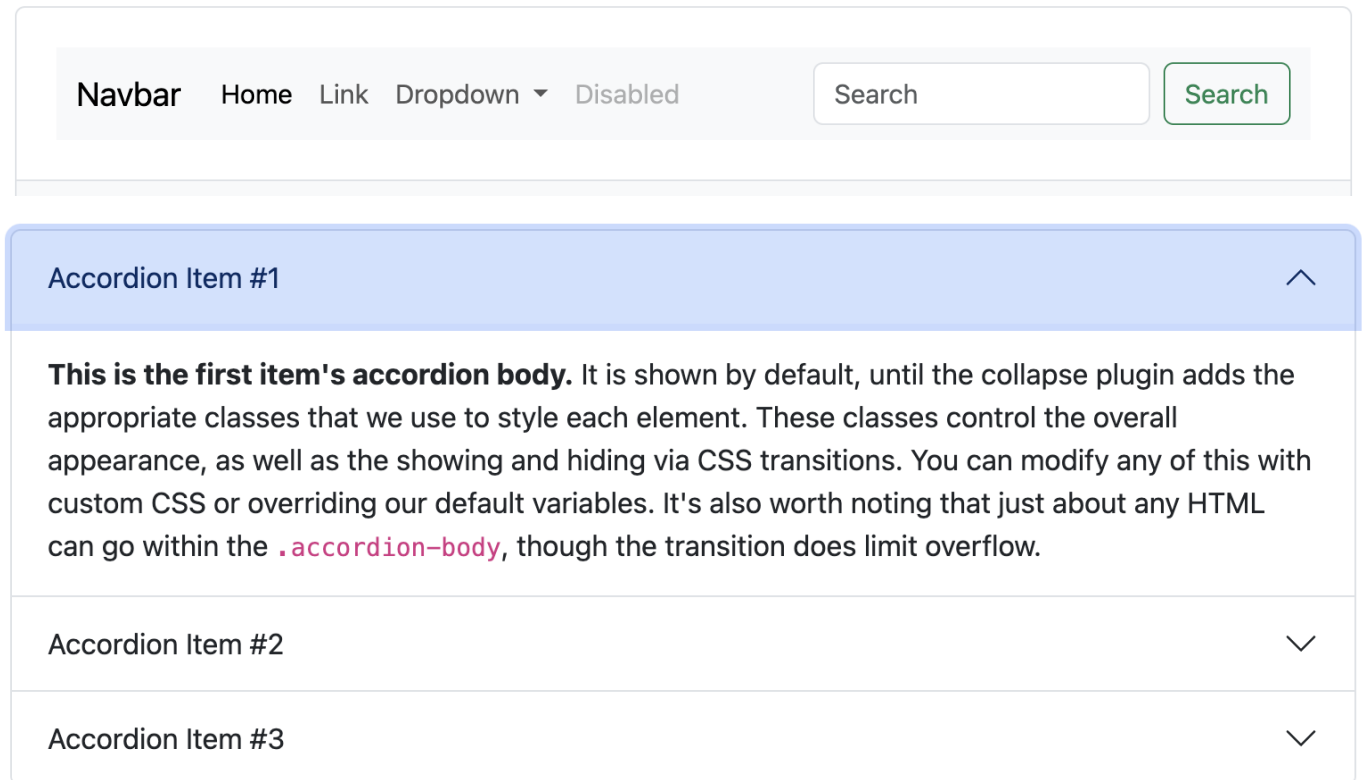 Navbar Home Link Dropdown Disabled Search Search
Accordion Item #1
This is the first item's accordion body. It is shown by default, until the collapse plugin adds the
appropriate classes that we use to style each element. These classes control the overall
appearance, as well as the showing and hiding via CSS transitions. You can modify any of this with
custom CSS or overriding our default variables. It's also worth noting that just about any HTML
can go within the .accordion-body, though the transition does limit overflow.
Accordion Item #2
Accordion Item #3